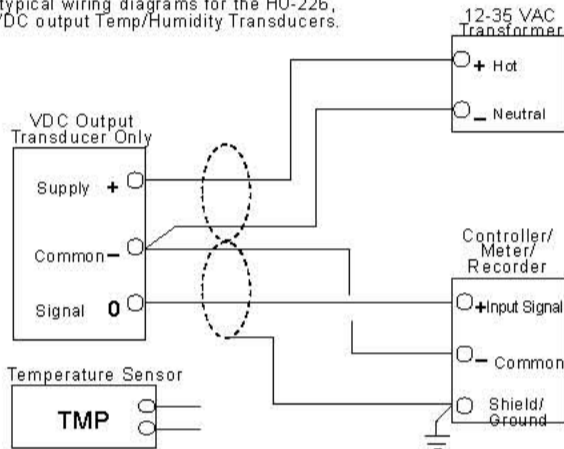 typical wiring diagrams for the HU-226,
VDC output Temp/Humidity Transducers.
12-35 VAC
Transformer
+ Hot
− Neutral
VDC Output
Transducer Only
Supply +
Common −
Signal 0
Controller/
Meter/
Recorder
+Input Signal
− Common
Shield/
Ground
Temperature Sensor
TMP